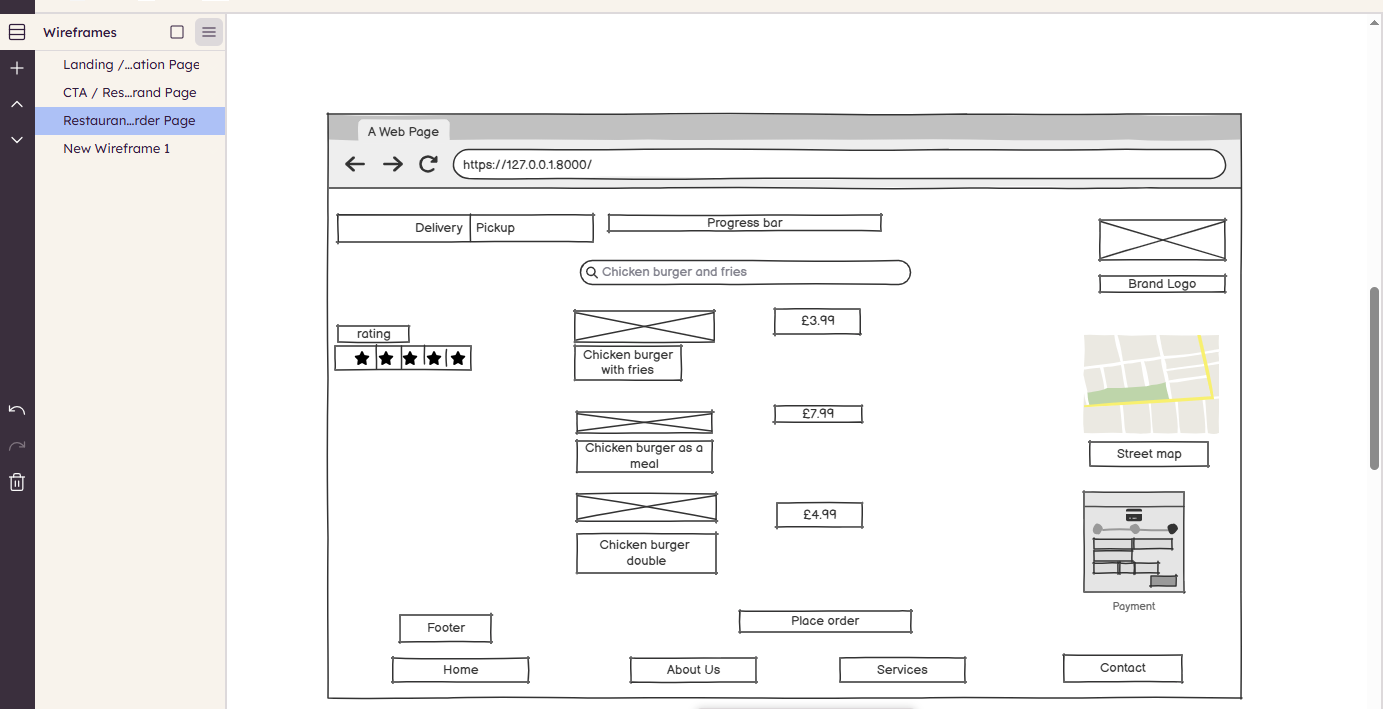 Wireframes
Landing /...ation Page
CTA / Res...rand Page
Restauran...rder Page
New Wireframe 1
A Web Page
https://127.0.0.1.8000/
Delivery
Pickup
Progress bar
Chicken burger and fries
Brand Logo
rating
£3.99
Chicken burger
with fries
£7.99
Chicken burger as a
meal
Street map
£4.99
Chicken burger
double
Payment
Footer
Place order
Home
About Us
Services
Contact